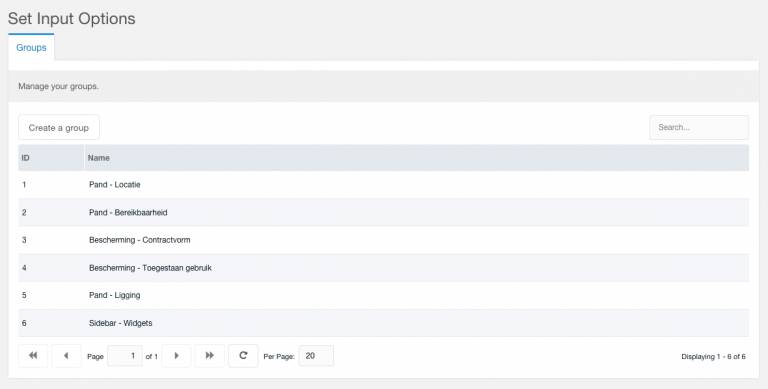 Set Input Options
Groups
Manage your groups.
Create a group
Search...
ID Name
1 Pand - Locatie
2 Pand - Bereikbaarheid
3 Bescherming - Contractvorm
4 Bescherming - Toegestaan gebruik
5 Pand - Ligging
6 Sidebar - Widgets
Page 1 of 1 Per Page: 20 Displaying 1 - 6 of 6